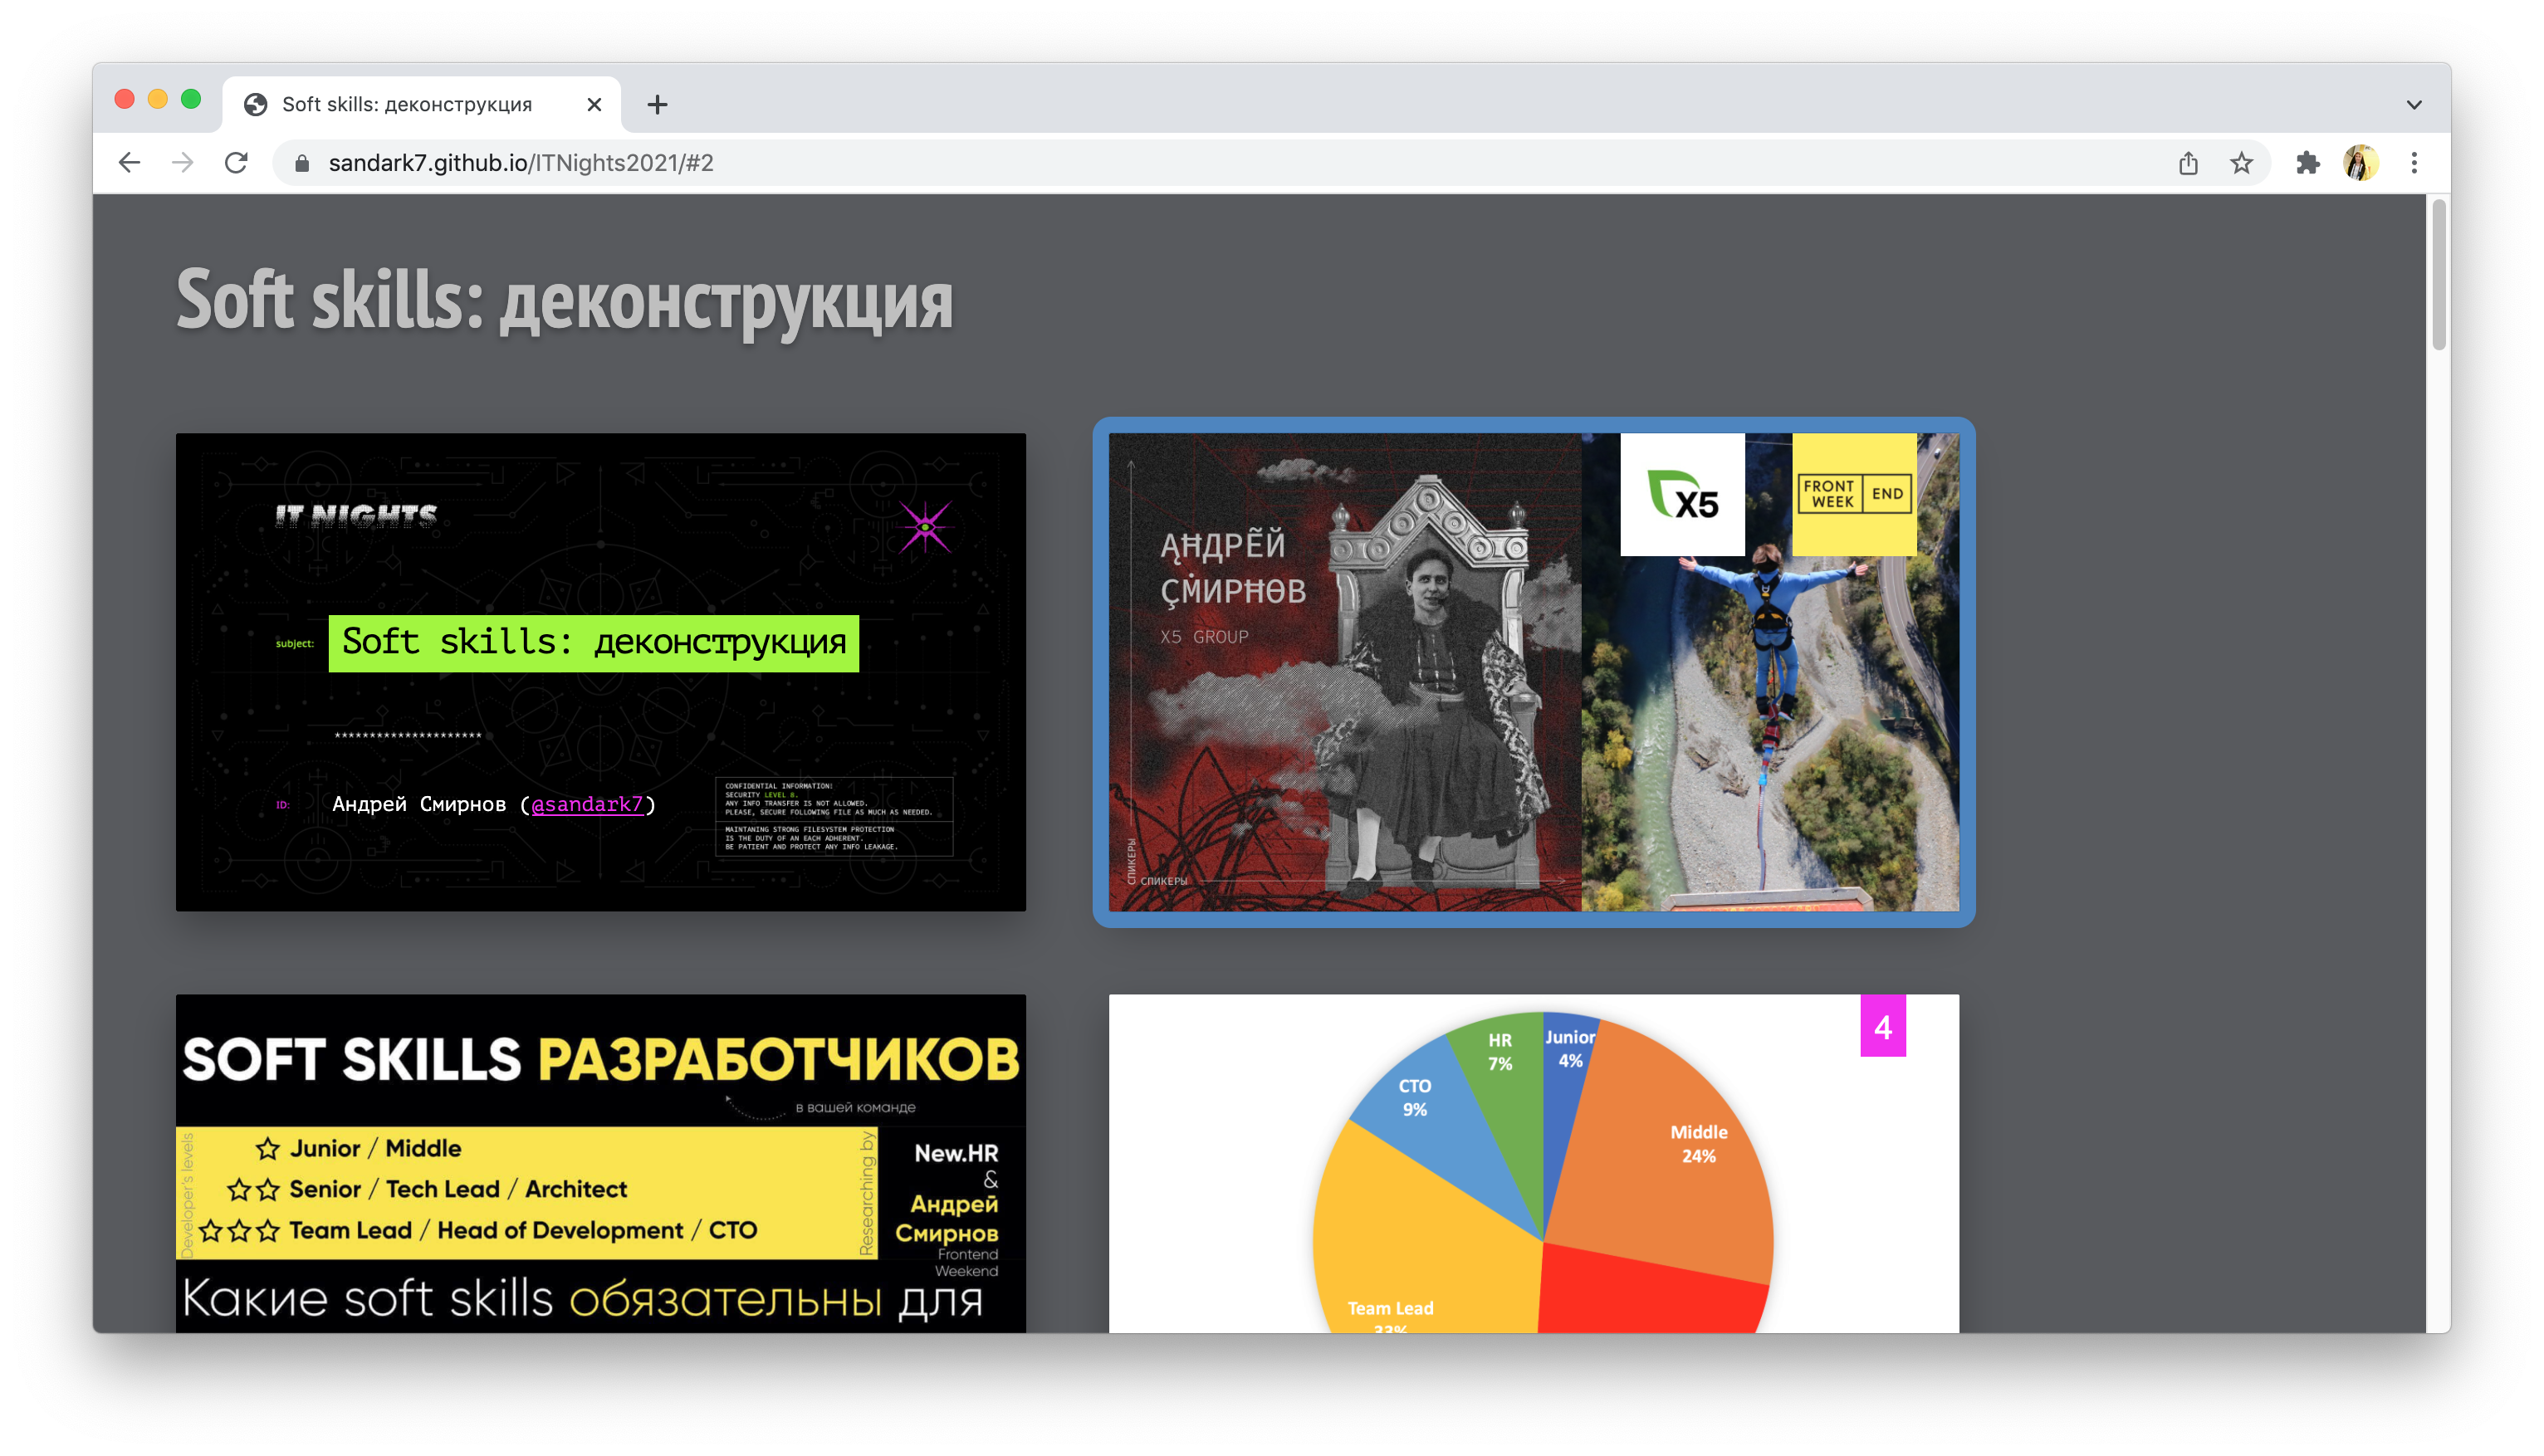 Soft skills: деконструкция
sandark7.github.io/ITNights2021/#2
Soft skills: деконструкция
IT NIGHTS
subject:
Soft skills: деконструкция
*********************
ID:
Андрей Смирнов (@sandark7)
CONFIDENTIAL INFORMATION:
SECURITY LEVEL 8.
ANY INFO TRANSFER IS NOT ALLOWED.
PLEASE, SECURE FOLLOWING FILE AS MUCH AS NEEDED.
MAINTANING STRONG FILESYSTEM PROTECTION
IS THE DUTY OF AN EACH ADHERENT.
BE PATIENT AND PROTECT ANY INFO LEAKAGE.
ĄĦДРẼЙ
ÇṀИРĦѲВ
X5 GROUP
СПИКЕРЫ
СПИКЕРЫ
X5
FRONT
WEEK
END
SOFT SKILLS РАЗРАБОТЧИКОВ
в вашей команде
Developer's levels
Junior / Middle
Senior / Tech Lead / Architect
Team Lead / Head of Development / CTO
Researching by
New.HR
&
Андрей
Смирнов
Frontend
Weekend
Какие soft skills обязательны для
4
HR
7%
Junior
4%
CTO
9%
Middle
24%
Team Lead
33%